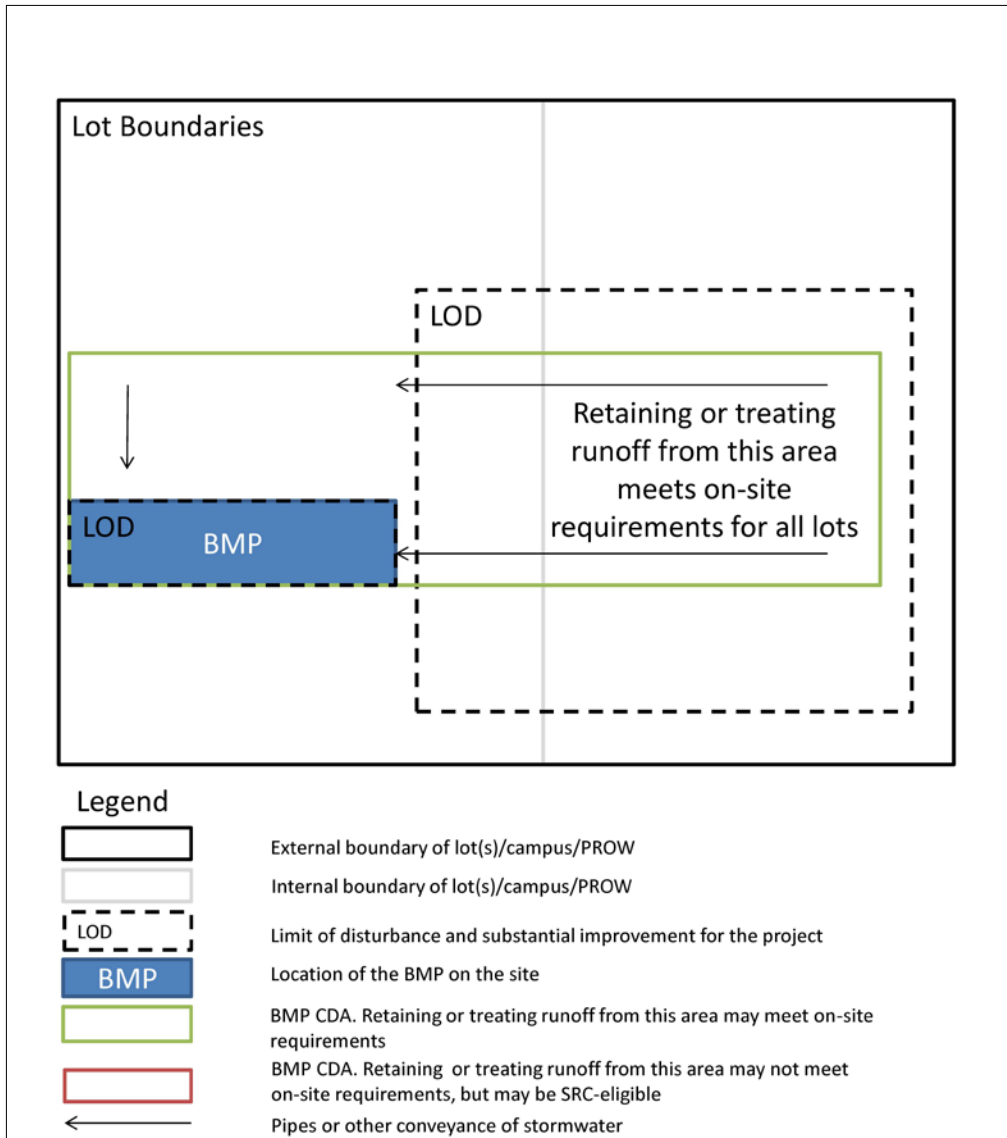 Lot Boundaries
LOD
Retaining or treating
runoff from this area
meets on-site
requirements for all lots
LOD
BMP
Legend
External boundary of lot(s)/campus/PROW
Internal boundary of lot(s)/campus/PROW
LOD
Limit of disturbance and substantial improvement for the project
BMP
Location of the BMP on the site
BMP CDA. Retaining or treating runoff from this area may meet on-site
requirements
BMP CDA. Retaining or treating runoff from this area may not meet
on-site requirements, but may be SRC-eligible
Pipes or other conveyance of stormwater